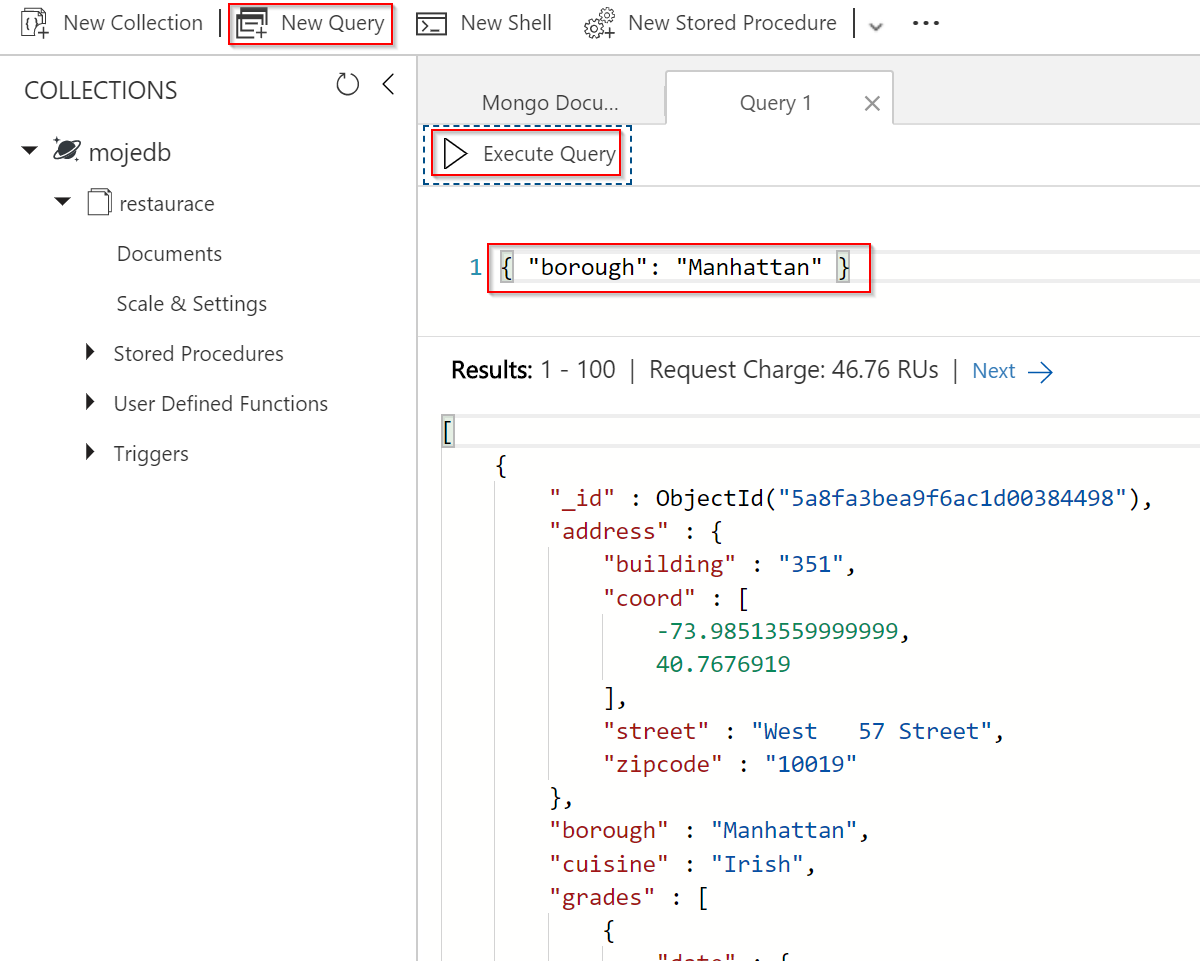 New Collection | New Query New Shell New Stored Procedure | ...
COLLECTIONS
mojedb
restaurace
Documents
Scale & Settings
Stored Procedures
User Defined Functions
Triggers
Mongo Docu... Query 1
Execute Query
1 { "borough": "Manhattan" }
Results: 1 - 100 | Request Charge: 46.76 RUs | Next
[
{
"_id" : ObjectId("5a8fa3bea9f6ac1d00384498"),
"address" : {
"building" : "351",
"coord" : [
-73.98513559999999,
40.7676919
],
"street" : "West   57 Street",
"zipcode" : "10019"
},
"borough" : "Manhattan",
"cuisine" : "Irish",
"grades" : [
{
"date" : {